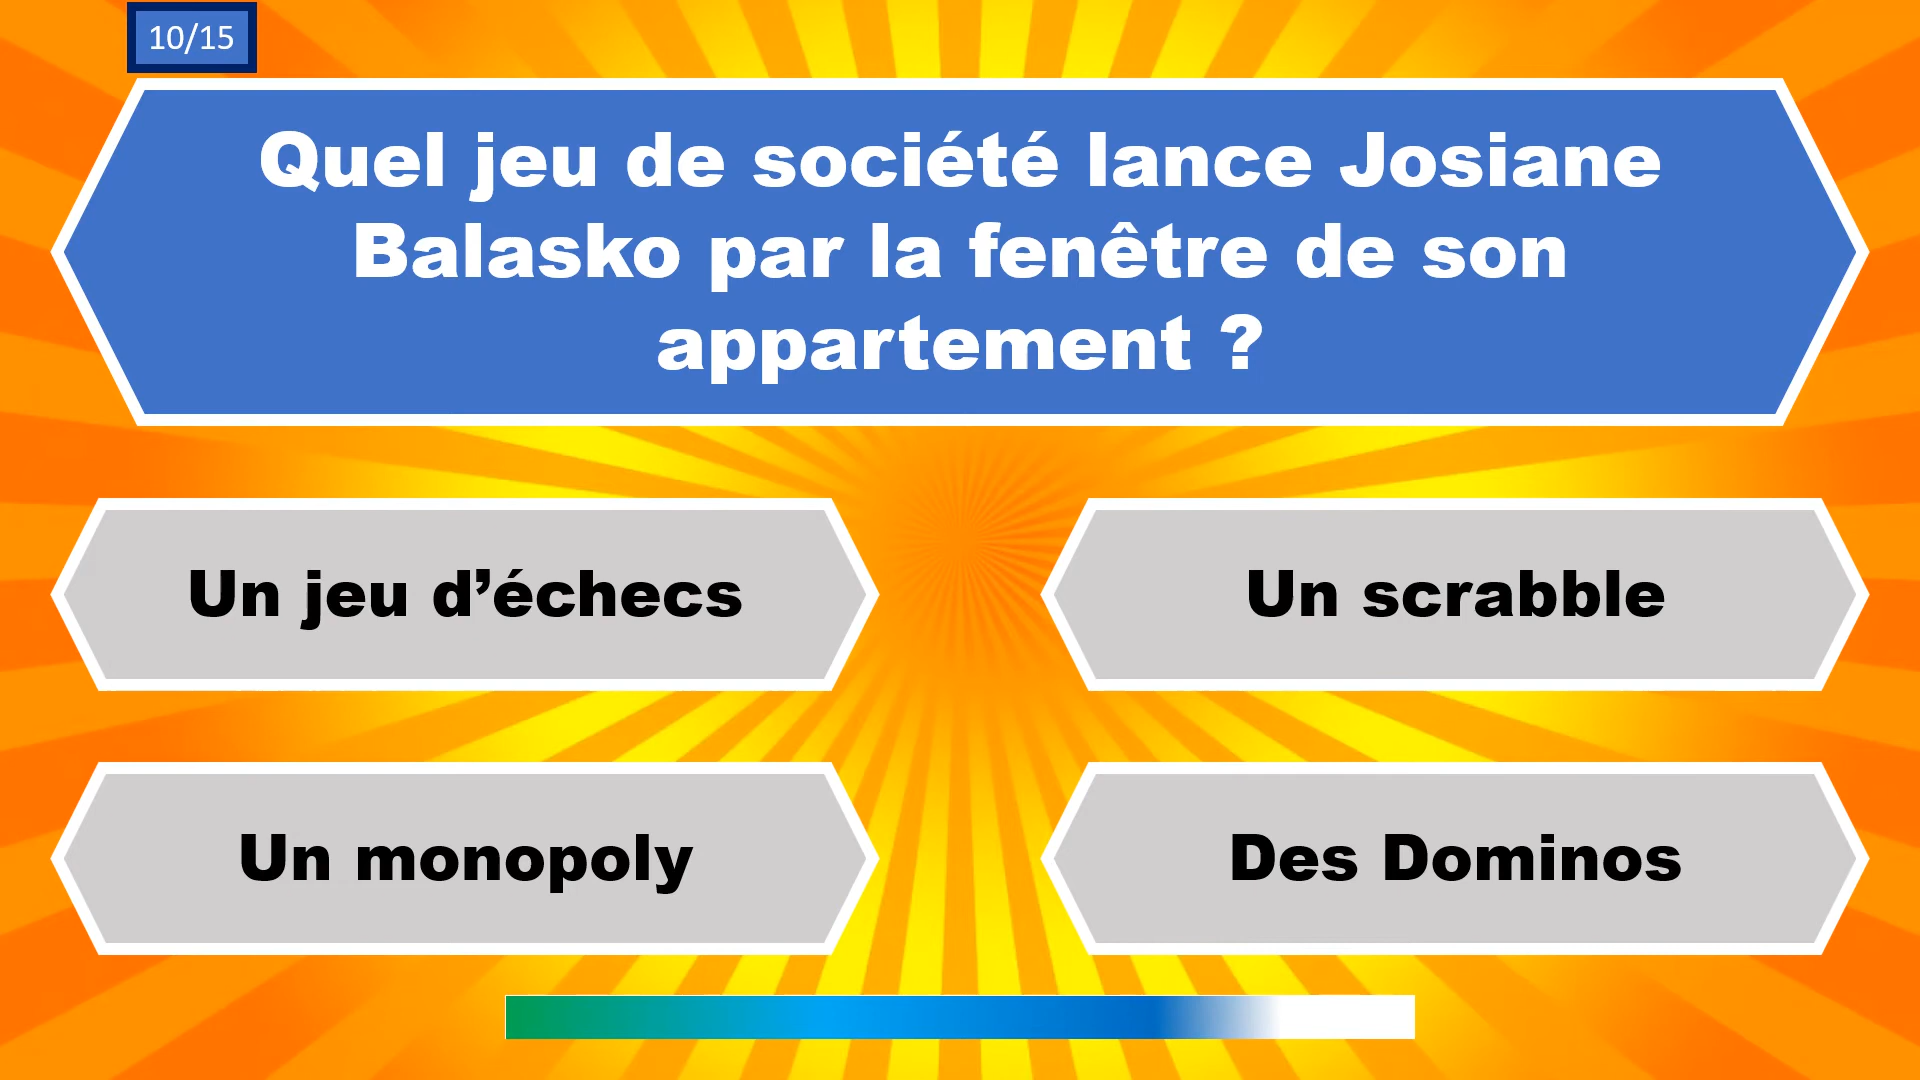 10/15
Quel jeu de société lance Josiane
Balasko par la fenêtre de son
appartement ?
Un jeu d’échecs
Un scrabble
Un monopoly
Des Dominos